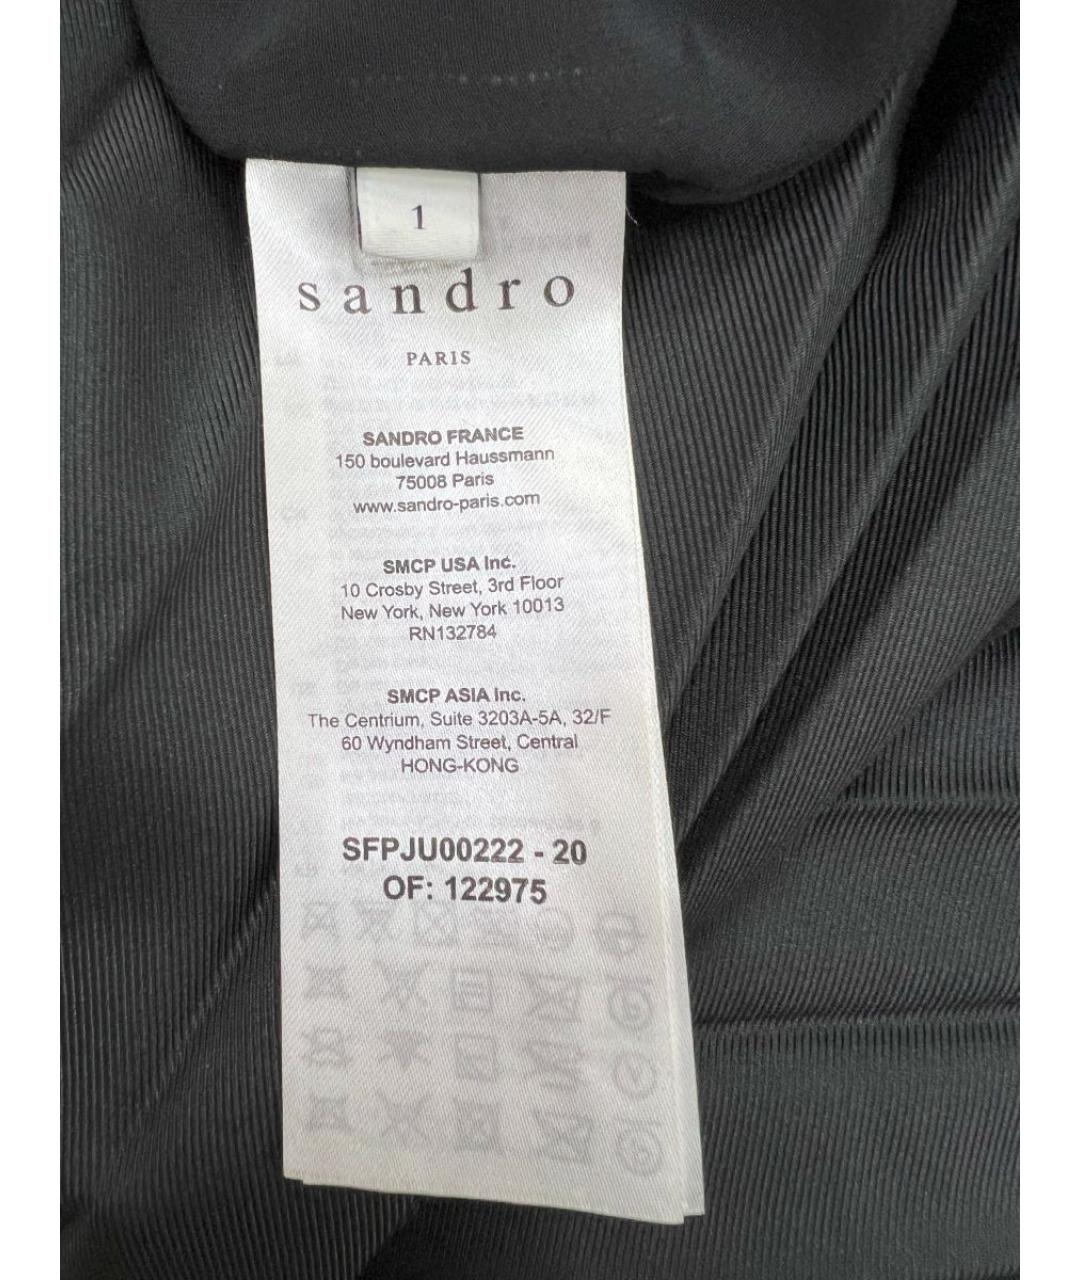 1
sandro
PARIS
SANDRO FRANCE
150 boulevard Haussmann
75008 Paris
www.sandro-paris.com
SMCP USA Inc.
10 Crosby Street, 3rd Floor
New York, New York 10013
RN132784
SMCP ASIA Inc.
The Centrium, Suite 3203A-5A, 32/F
60 Wyndham Street, Central
HONG-KONG
SFPJU00222 - 20
OF: 122975